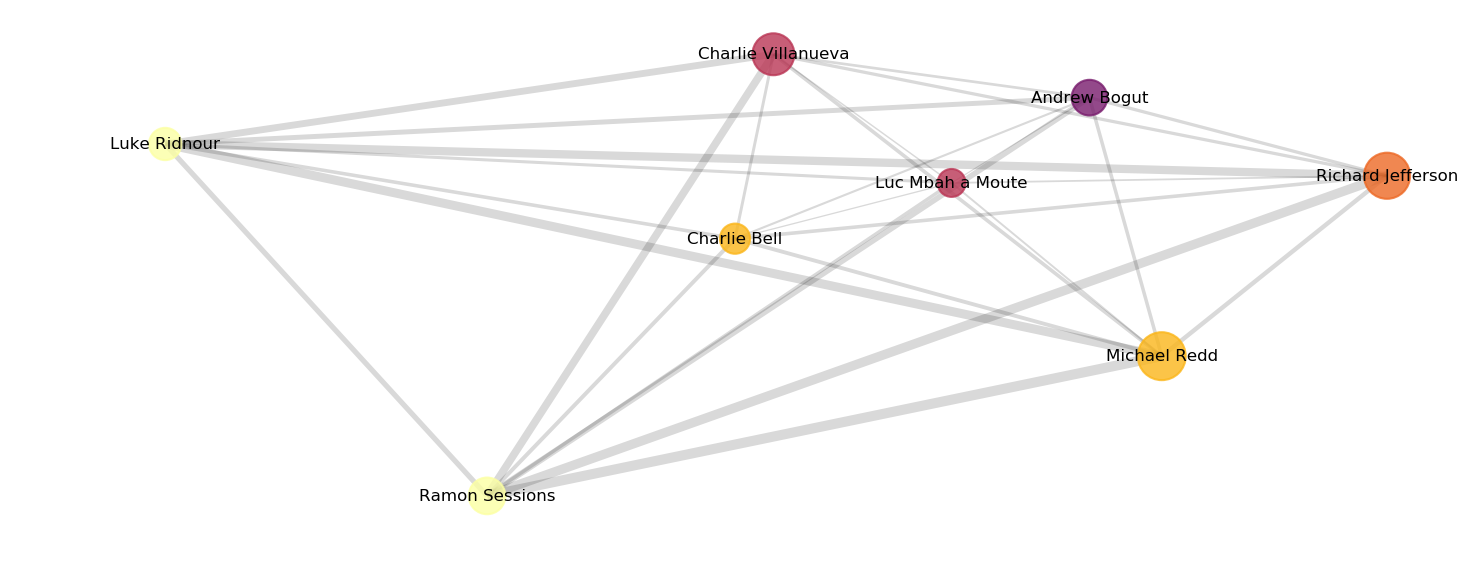 Charlie Villanueva
Andrew Bogut
Luke Ridnour
Richard Jefferson
Luc Mbah a Moute
Charlie Bell
Michael Redd
Ramon Sessions